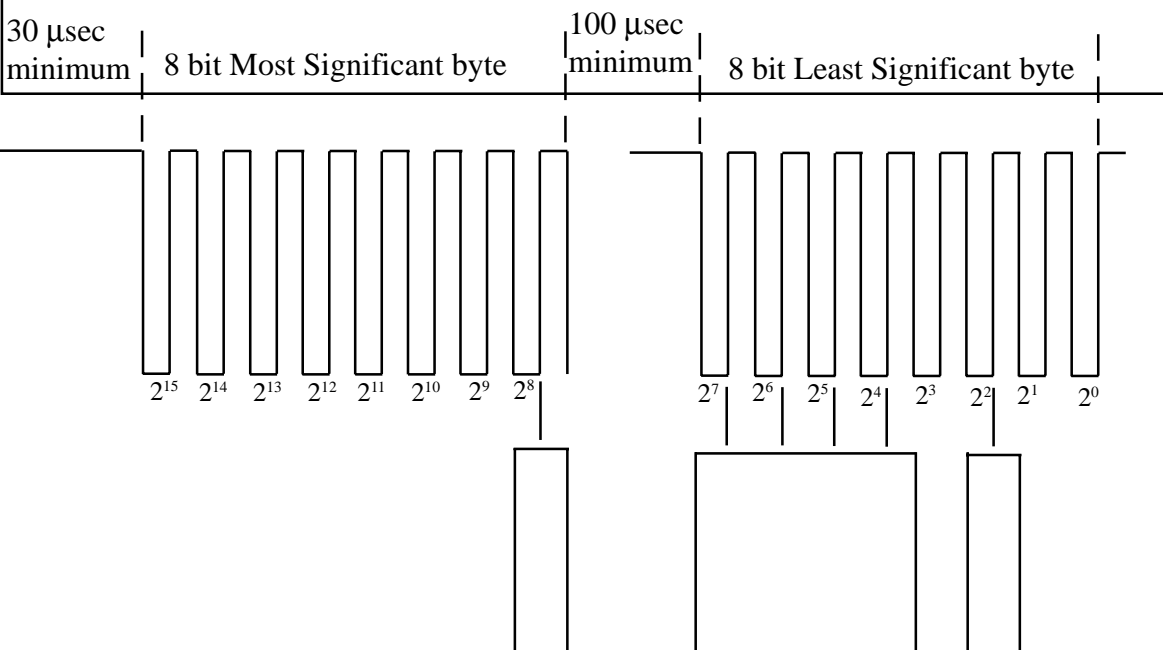 30 µsec
minimum
8 bit Most Significant byte
100 µsec
minimum
8 bit Least Significant byte
2¹⁵ 2¹⁴ 2¹³ 2¹² 2¹¹ 2¹⁰ 2⁹ 2⁸ 2⁷ 2⁶ 2⁵ 2⁴ 2³ 2² 2¹ 2⁰